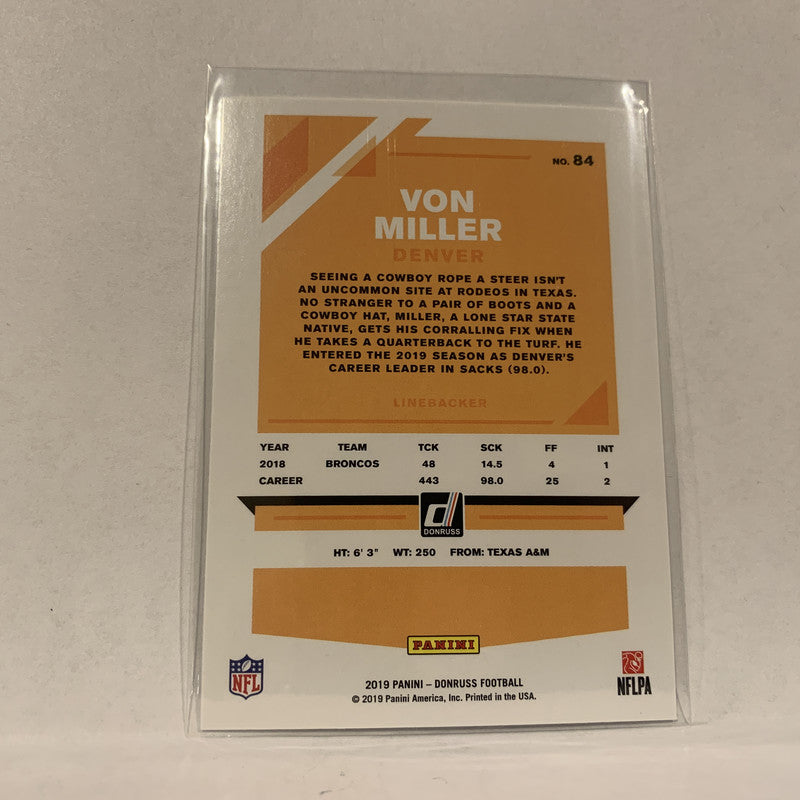 NO. 84
VON
MILLER
DENVER
SEEING A COWBOY ROPE A STEER ISN'T
AN UNCOMMON SITE AT RODEOS IN TEXAS.
NO STRANGER TO A PAIR OF BOOTS AND A
COWBOY HAT, MILLER, A LONE STAR STATE
NATIVE, GETS HIS CORRALLING FIX WHEN
HE TAKES A QUARTERBACK TO THE TURF. HE
ENTERED THE 2019 SEASON AS DENVER'S
CAREER LEADER IN SACKS (98.0).
LINEBACKER
YEAR TEAM TCK SCK FF INT
2018 BRONCOS 48 14.5 4 1
CAREER 443 98.0 25 2
d
DONRUSS
HT: 6' 3" WT: 250 FROM: TEXAS A&M
PANINI
NFL
2019 PANINI – DONRUSS FOOTBALL
© 2019 Panini America, Inc. Printed in the USA.
NFLPA